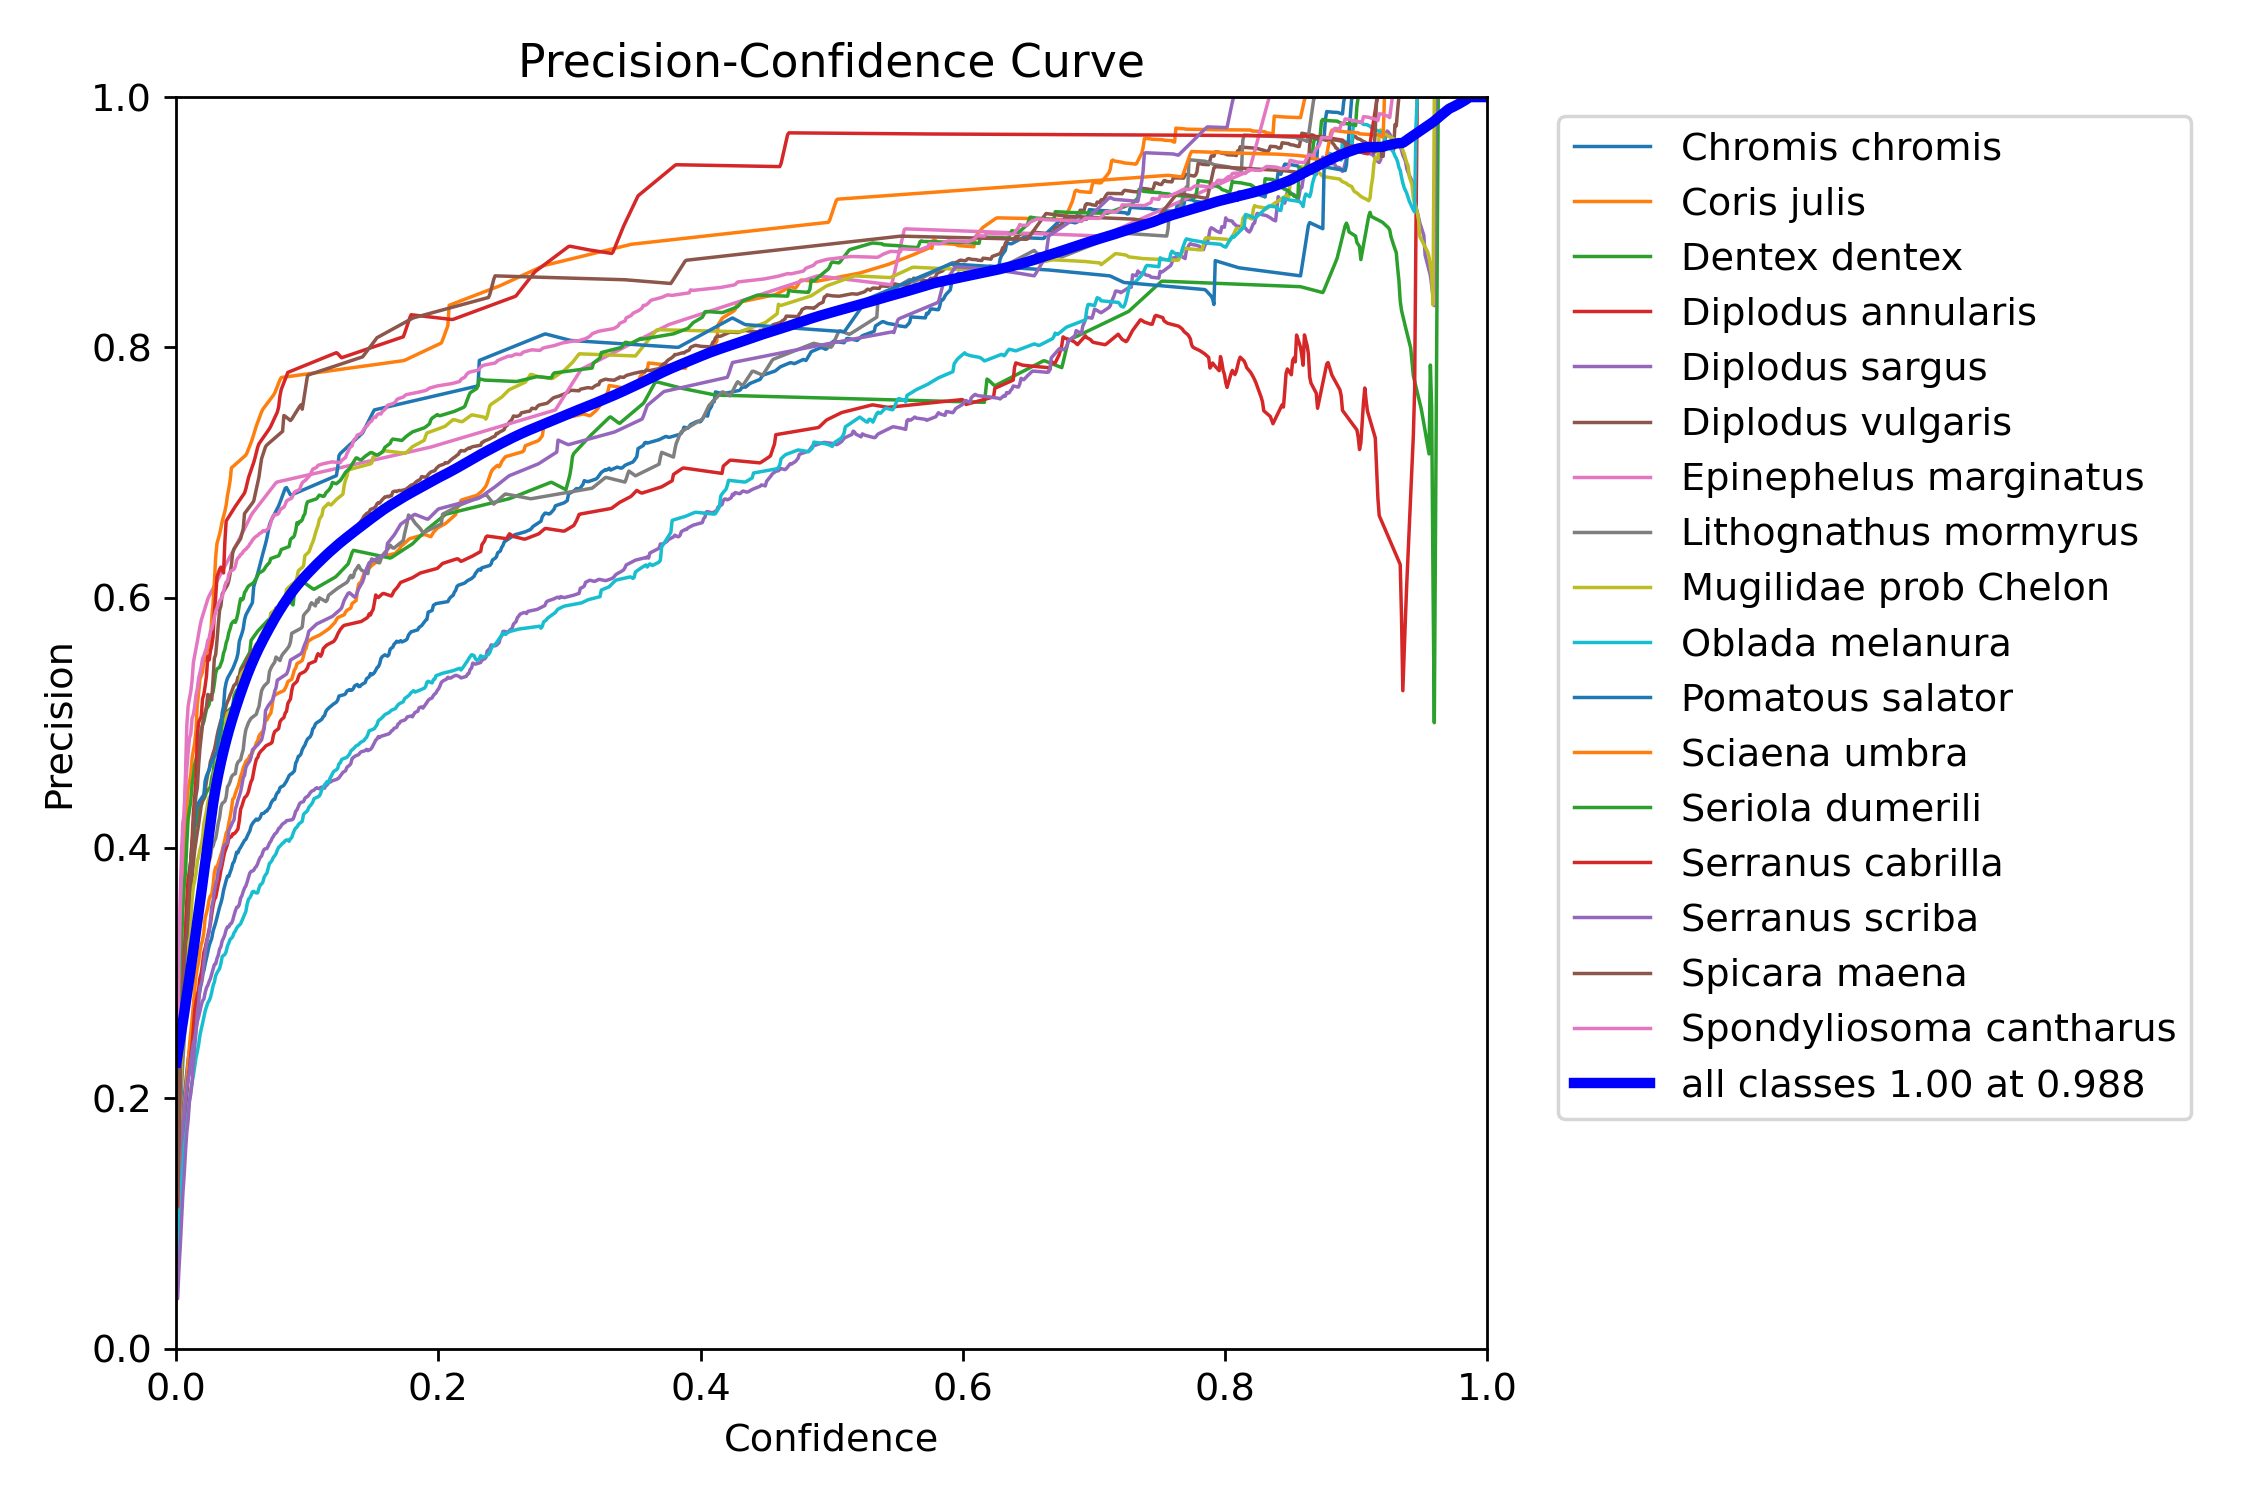 Precision-Confidence Curve
1.0
0.8
0.6
0.4
0.2
0.0
Precision
0.0 0.2 0.4 0.6 0.8 1.0
Confidence
Chromis chromis
Coris julis
Dentex dentex
Diplodus annularis
Diplodus sargus
Diplodus vulgaris
Epinephelus marginatus
Lithognathus mormyrus
Mugilidae prob Chelon
Oblada melanura
Pomatous salator
Sciaena umbra
Seriola dumerili
Serranus cabrilla
Serranus scriba
Spicara maena
Spondyliosoma cantharus
all classes 1.00 at 0.988